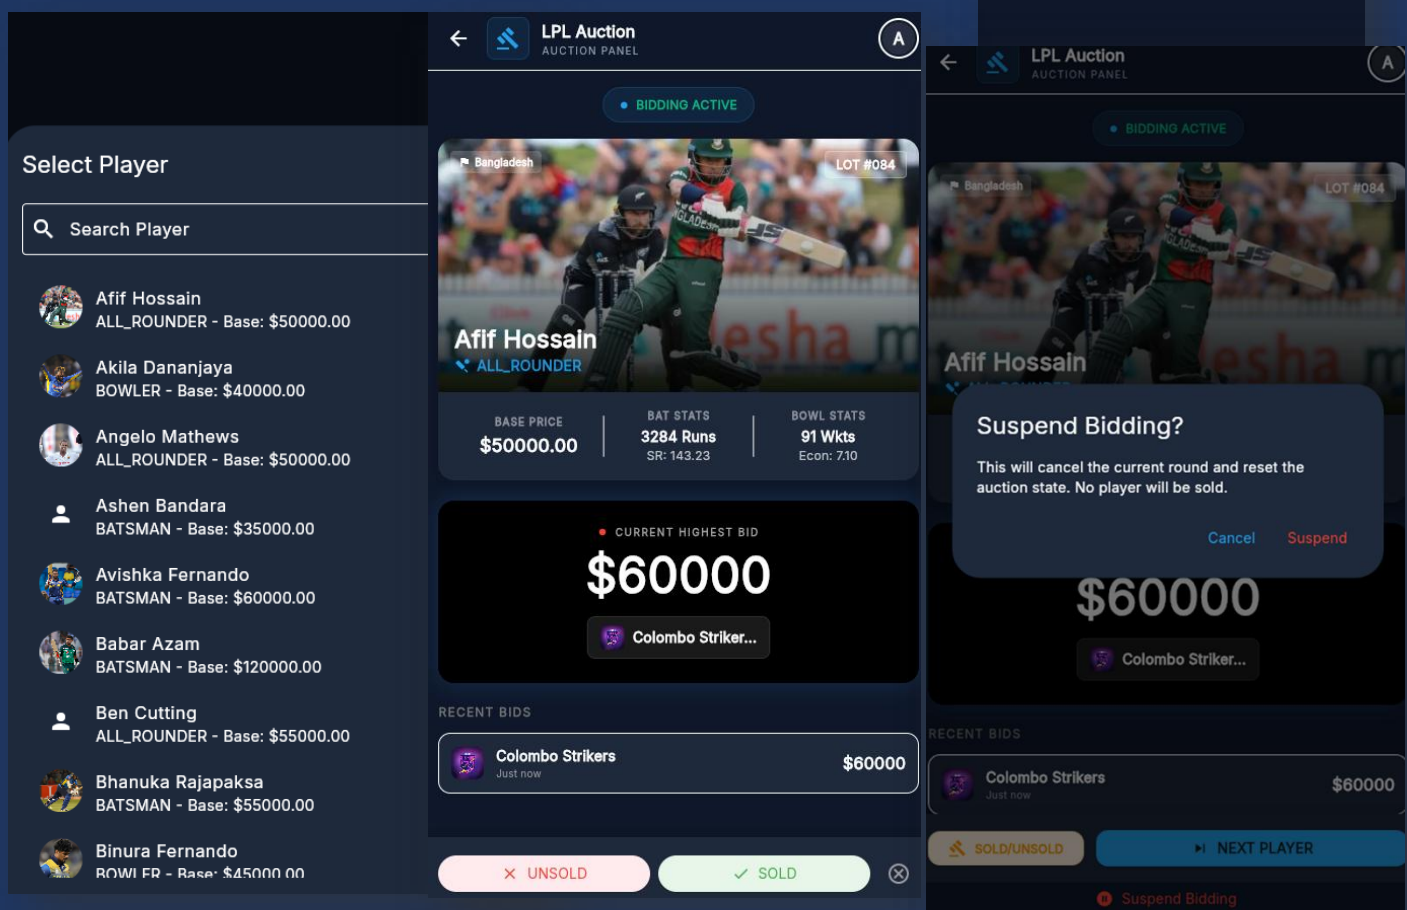 Select Player
Search Player
Afif Hossain
ALL_ROUNDER - Base: $50000.00
Akila Dananjaya
BOWLER - Base: $40000.00
Angelo Mathews
ALL_ROUNDER - Base: $50000.00
Ashen Bandara
BATSMAN - Base: $35000.00
Avishka Fernando
BATSMAN - Base: $60000.00
Babar Azam
BATSMAN - Base: $120000.00
Ben Cutting
ALL_ROUNDER - Base: $55000.00
Bhanuka Rajapaksa
BATSMAN - Base: $55000.00
Binura Fernando
BOWLER - Base: $45000.00
LPL Auction
AUCTION PANEL
A
BIDDING ACTIVE
Bangladesh
LOT #084
Afif Hossain
ALL_ROUNDER
BASE PRICE
$50000.00
BAT STATS
3284 Runs
SR: 143.23
BOWL STATS
91 Wkts
Econ: 7.10
CURRENT HIGHEST BID
$60000
Colombo Striker...
RECENT BIDS
Colombo Strikers
Just now
$60000
UNSOLD
SOLD
LPL Auction
AUCTION PANEL
A
BIDDING ACTIVE
Bangladesh
LOT #084
Afif Hossain
Suspend Bidding?
This will cancel the current round and reset the
auction state. No player will be sold.
Cancel
Suspend
$60000
Colombo Striker...
RECENT BIDS
Colombo Strikers
Just now
$60000
SOLD/UNSOLD
NEXT PLAYER
Suspend Bidding